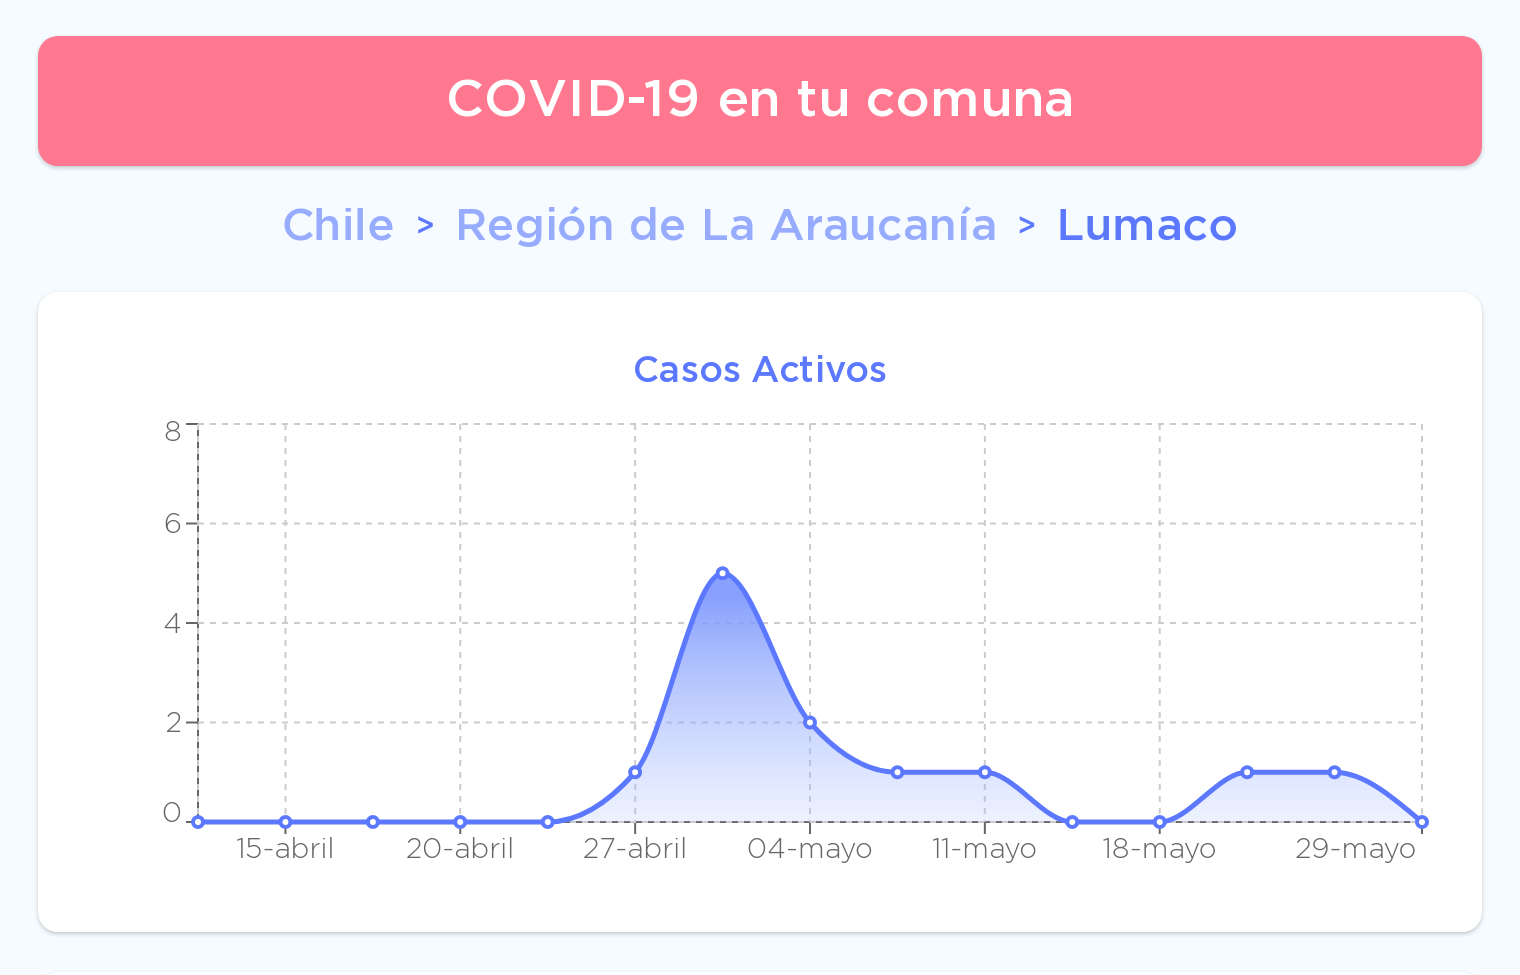 COVID-19 en tu comuna
Chile > Región de La Araucanía > Lumaco
Casos Activos
8
6
4
2
0
15-abril 20-abril 27-abril 04-mayo 11-mayo 18-mayo 29-mayo